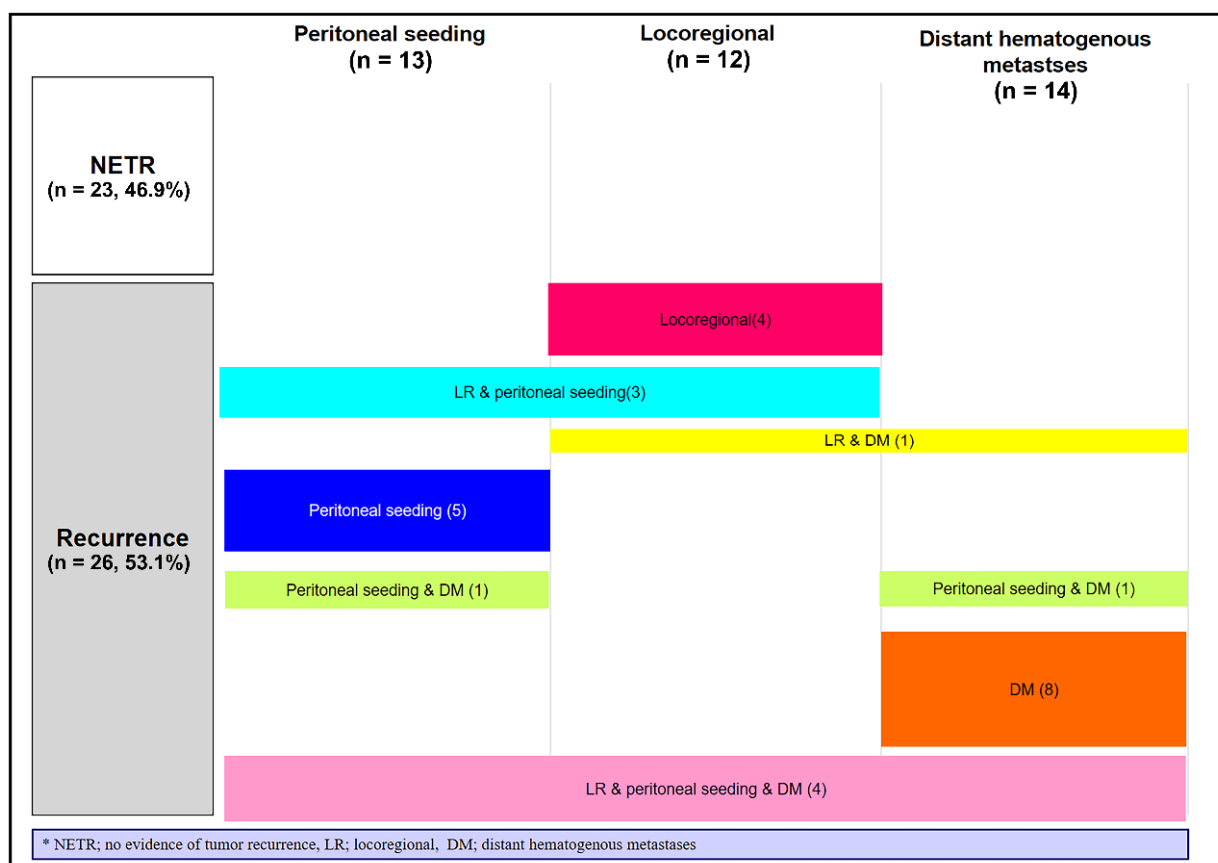 Peritoneal seeding
(n = 13)
Locoregional
(n = 12)
Distant hematogenous
metastses
(n = 14)
NETR
(n = 23, 46.9%)
Locoregional(4)
LR & peritoneal seeding(3)
LR & DM (1)
Peritoneal seeding (5)
Recurrence
(n = 26, 53.1%)
Peritoneal seeding & DM (1)
Peritoneal seeding & DM (1)
DM (8)
LR & peritoneal seeding & DM (4)
* NETR; no evidence of tumor recurrence, LR; locoregional, DM; distant hematogenous metastases